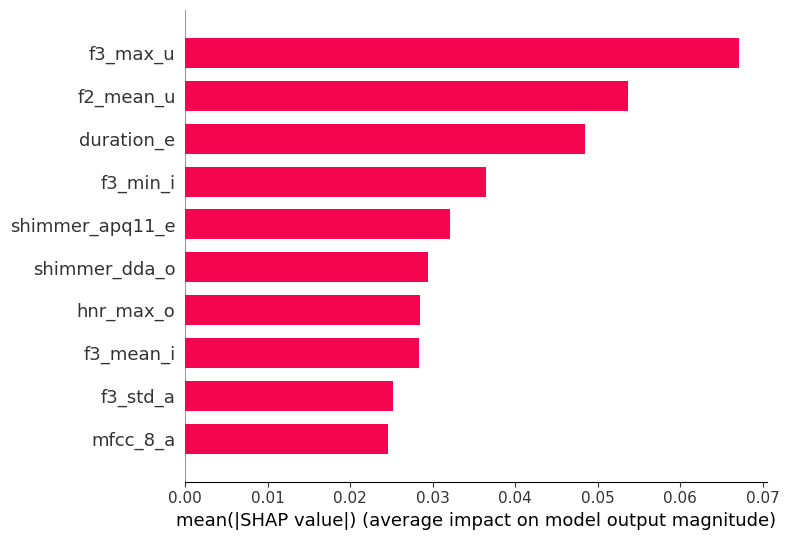 f3_max_u
f2_mean_u
duration_e
f3_min_i
shimmer_apq11_e
shimmer_dda_o
hnr_max_o
f3_mean_i
f3_std_a
mfcc_8_a
0.00 0.01 0.02 0.03 0.04 0.05 0.06 0.07
mean(|SHAP value|) (average impact on model output magnitude)